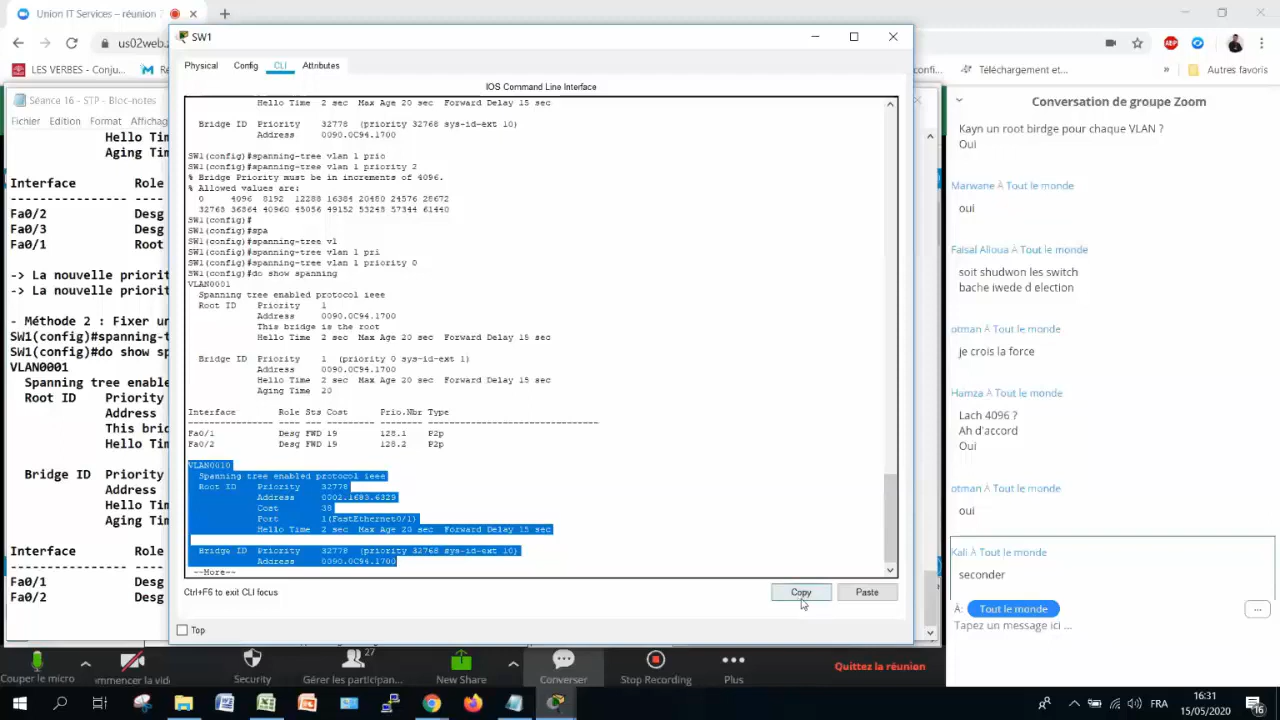 Union IT Services – réunion
us02web.z
LES VERBES - Conju...
Re
confi...
Téléchargement et...
»
Autres favoris
Séance 16 - STP - Bloc-notes
Fichier Edition Format Affichag
Hello Tim
Aging Tim
Interface Role
Fa0/2 Desg
Fa0/3 Desg
Fa0/1 Root
-> La nouvelle priorit
-> La nouvelle priorit
- Méthode 2 : Fixer un
SW1(config)#spanning-t
SW1(config)#do show sp
VLAN0001
Spanning tree enable
Root ID Priority
Address
This brid
Hello Tim
Bridge ID Priority
Address
Hello Tim
Aging Tim
Interface Role
Fa0/1 Desg
Fa0/2 Desg
SW1
Physical Config CLI Attributes
IOS Command Line Interface
Hello Time 2 sec Max Age 20 sec Forward Delay 15 sec
Bridge ID Priority 32778 (priority 32768 sys-id-ext 10)
Address 0090.0C94.1700
SW1(config)#spanning-tree vlan 1 prio
SW1(config)#spanning-tree vlan 1 priority 2
% Bridge Priority must be in increments of 4096.
% Allowed values are:
0 4096 8192 12288 16384 20480 24576 28672
32768 36864 40960 45056 49152 53248 57344 61440
SW1(config)#
SW1(config)#spa
SW1(config)#spanning-tree vl
SW1(config)#spanning-tree vlan 1 pri
SW1(config)#spanning-tree vlan 1 priority 0
SW1(config)#do show spanning
VLAN0001
Spanning tree enabled protocol ieee
Root ID Priority 1
Address 0090.0C94.1700
This bridge is the root
Hello Time 2 sec Max Age 20 sec Forward Delay 15 sec
Bridge ID Priority 1 (priority 0 sys-id-ext 1)
Address 0090.0C94.1700
Hello Time 2 sec Max Age 20 sec Forward Delay 15 sec
Aging Time 20
Interface Role Sts Cost Prio.Nbr Type
---------------- ---- --- --------- -------- --------------------------------
Fa0/1 Desg FWD 19 128.1 P2p
Fa0/2 Desg FWD 19 128.2 P2p
VLAN0010
Spanning tree enabled protocol ieee
Root ID Priority 32778
Address 0002.1683.6329
Cost 38
Port 1(FastEthernet0/1)
Hello Time 2 sec Max Age 20 sec Forward Delay 15 sec
Bridge ID Priority 32778 (priority 32768 sys-id-ext 10)
Address 0090.0C94.1700
--More--
Ctrl+F6 to exit CLI focus
Copy
Paste
Top
Conversation de groupe Zoom
Kayn un root birdge pour chaque VLAN ?
Oui
Marwane À Tout le monde
oui
Faisal Alioua À Tout le monde
soit shudwon les switch
bache iwede d election
otman À Tout le monde
je crois la force
Hamza À Tout le monde
Lach 4096 ?
Ah d'accord
Oui
otman À Tout le monde
oui
Kali À Tout le monde
seconder
À: Tout le monde
...
Tapez un message ici ...
Couper le micro
ommencer la vid
Security
27
Gérer les participan...
New Share
Converser
Stop Recording
Plus
Quittez la réunion
FRA
16:31
15/05/2020
16